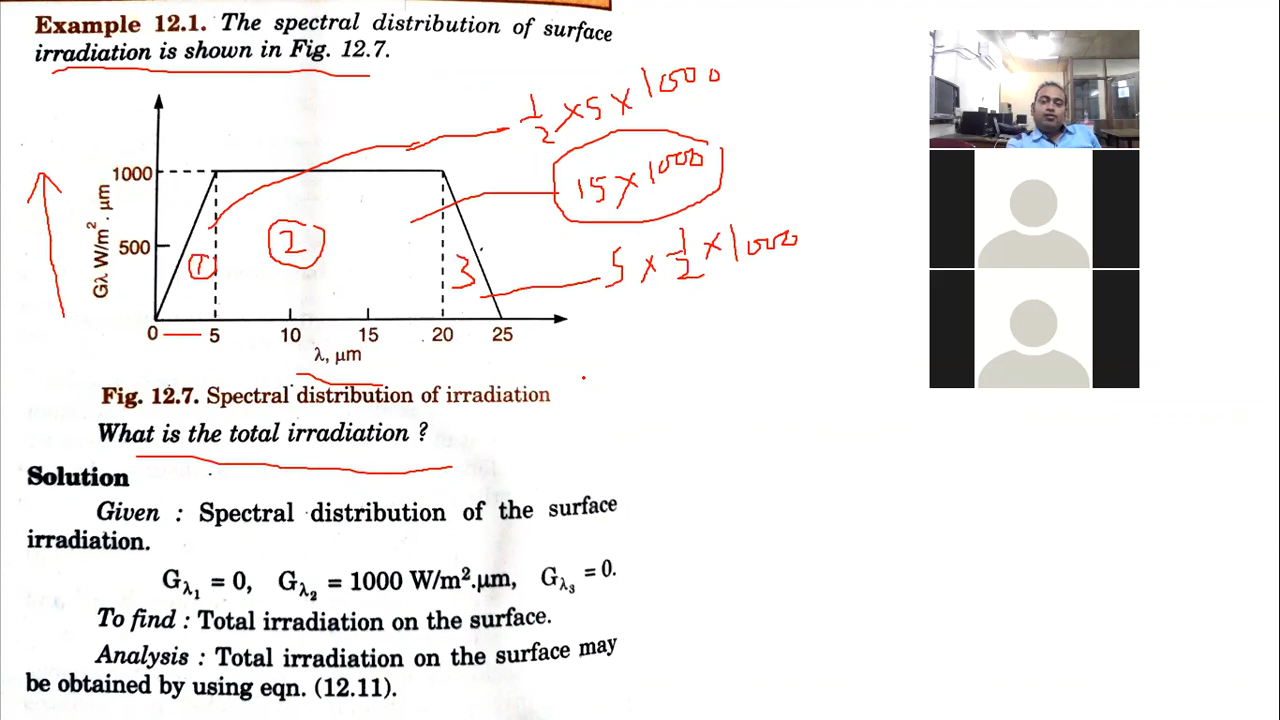 Example 12.1. The spectral distribution of surface
irradiation is shown in Fig. 12.7.
1/2 × 5 × 1000
15 × 1000
5 × 1/2 × 1000
1000
500
Gλ W/m². μm
1
2
3
0 5 10 15 20 25
λ, μm
Fig. 12.7. Spectral distribution of irradiation
What is the total irradiation ?
Solution
Given : Spectral distribution of the surface
irradiation.
Gλ₁ = 0, Gλ₂ = 1000 W/m².μm, Gλ₃ = 0.
To find : Total irradiation on the surface.
Analysis : Total irradiation on the surface may
be obtained by using eqn. (12.11).